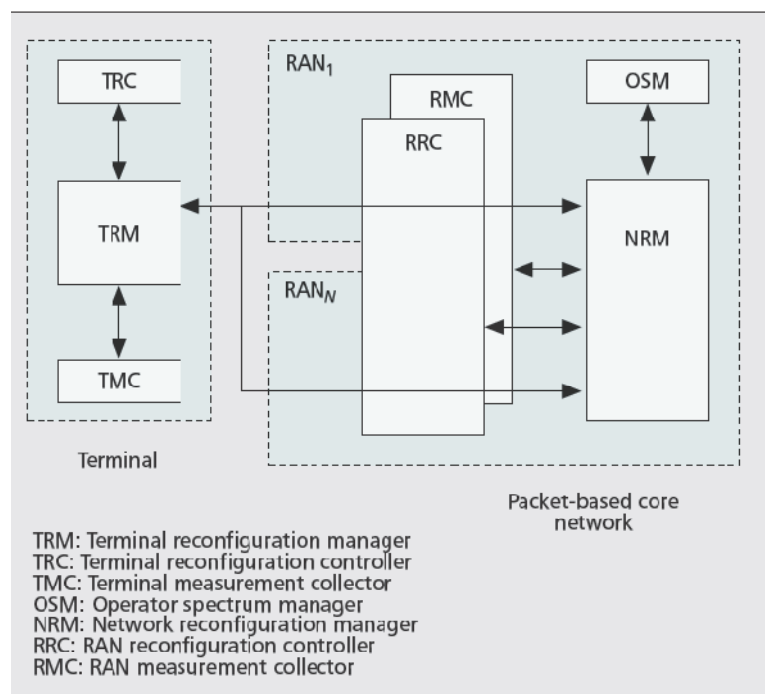 TRC
RAN1
OSM
RMC
RRC
TRM
NRM
RANN
TMC
Terminal
Packet-based core
network
TRM: Terminal reconfiguration manager
TRC: Terminal reconfiguration controller
TMC: Terminal measurement collector
OSM: Operator spectrum manager
NRM: Network reconfiguration manager
RRC: RAN reconfiguration controller
RMC: RAN measurement collector